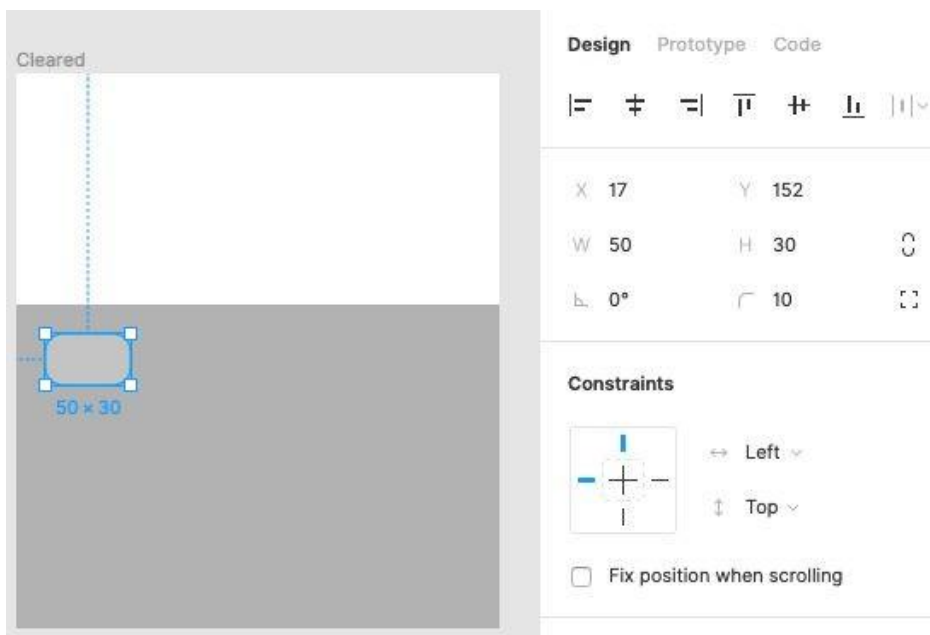 Cleared
50 × 30
Design Prototype Code
X 17 Y 152
W 50 H 30
0° 10
Constraints
Left
Top
Fix position when scrolling